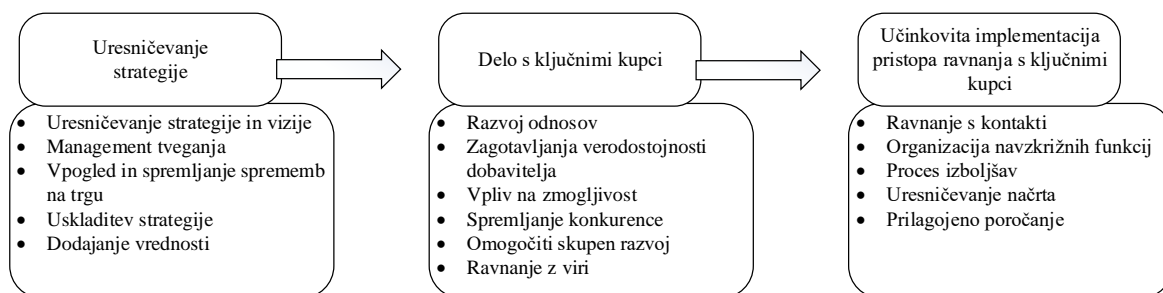 Uresničevanje
strategije
• Uresničevanje strategije in vizije
• Management tveganja
• Vpogled in spremljanje sprememb
na trgu
• Uskladitev strategije
• Dodajanje vrednosti
Delo s ključnimi kupci
• Razvoj odnosov
• Zagotavljanja verodostojnosti
dobavitelja
• Vpliv na zmogljivost
• Spremljanje konkurence
• Omogočiti skupen razvoj
• Ravnanje z viri
Učinkovita implementacija
pristopa ravnanja s ključnimi
kupci
• Ravnanje s kontakti
• Organizacija navzkrižnih funkcij
• Proces izboljšav
• Uresničevanje načrta
• Prilagojeno poročanje